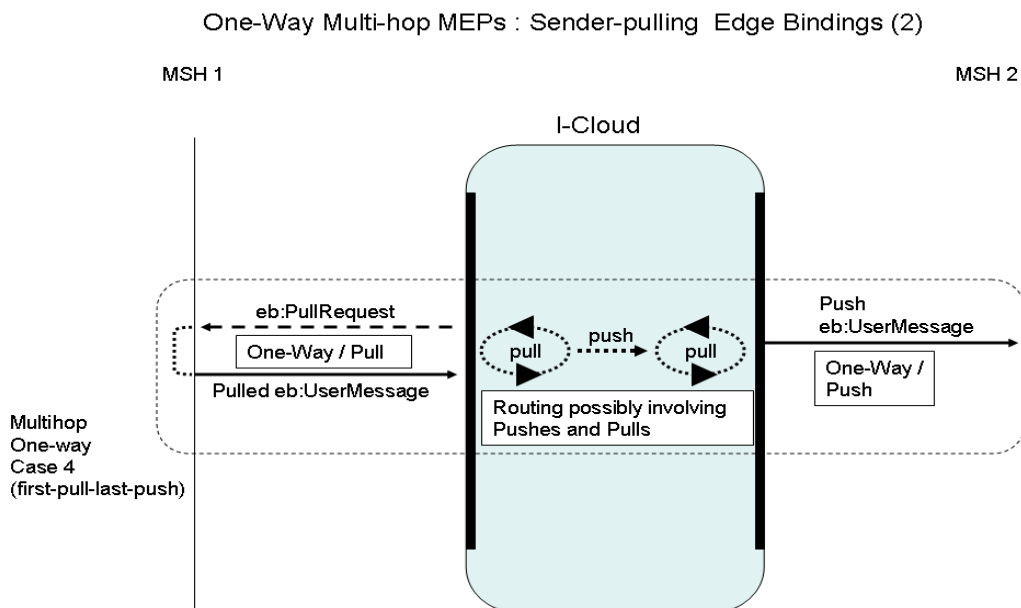 One-Way Multi-hop MEPs : Sender-pulling Edge Bindings (2)
MSH 1
MSH 2
I-Cloud
eb:PullRequest
One-Way / Pull
Pulled eb:UserMessage
pull
push
pull
Routing possibly involving
Pushes and Pulls
Push
eb:UserMessage
One-Way /
Push
Multihop
One-way
Case 4
(first-pull-last-push)